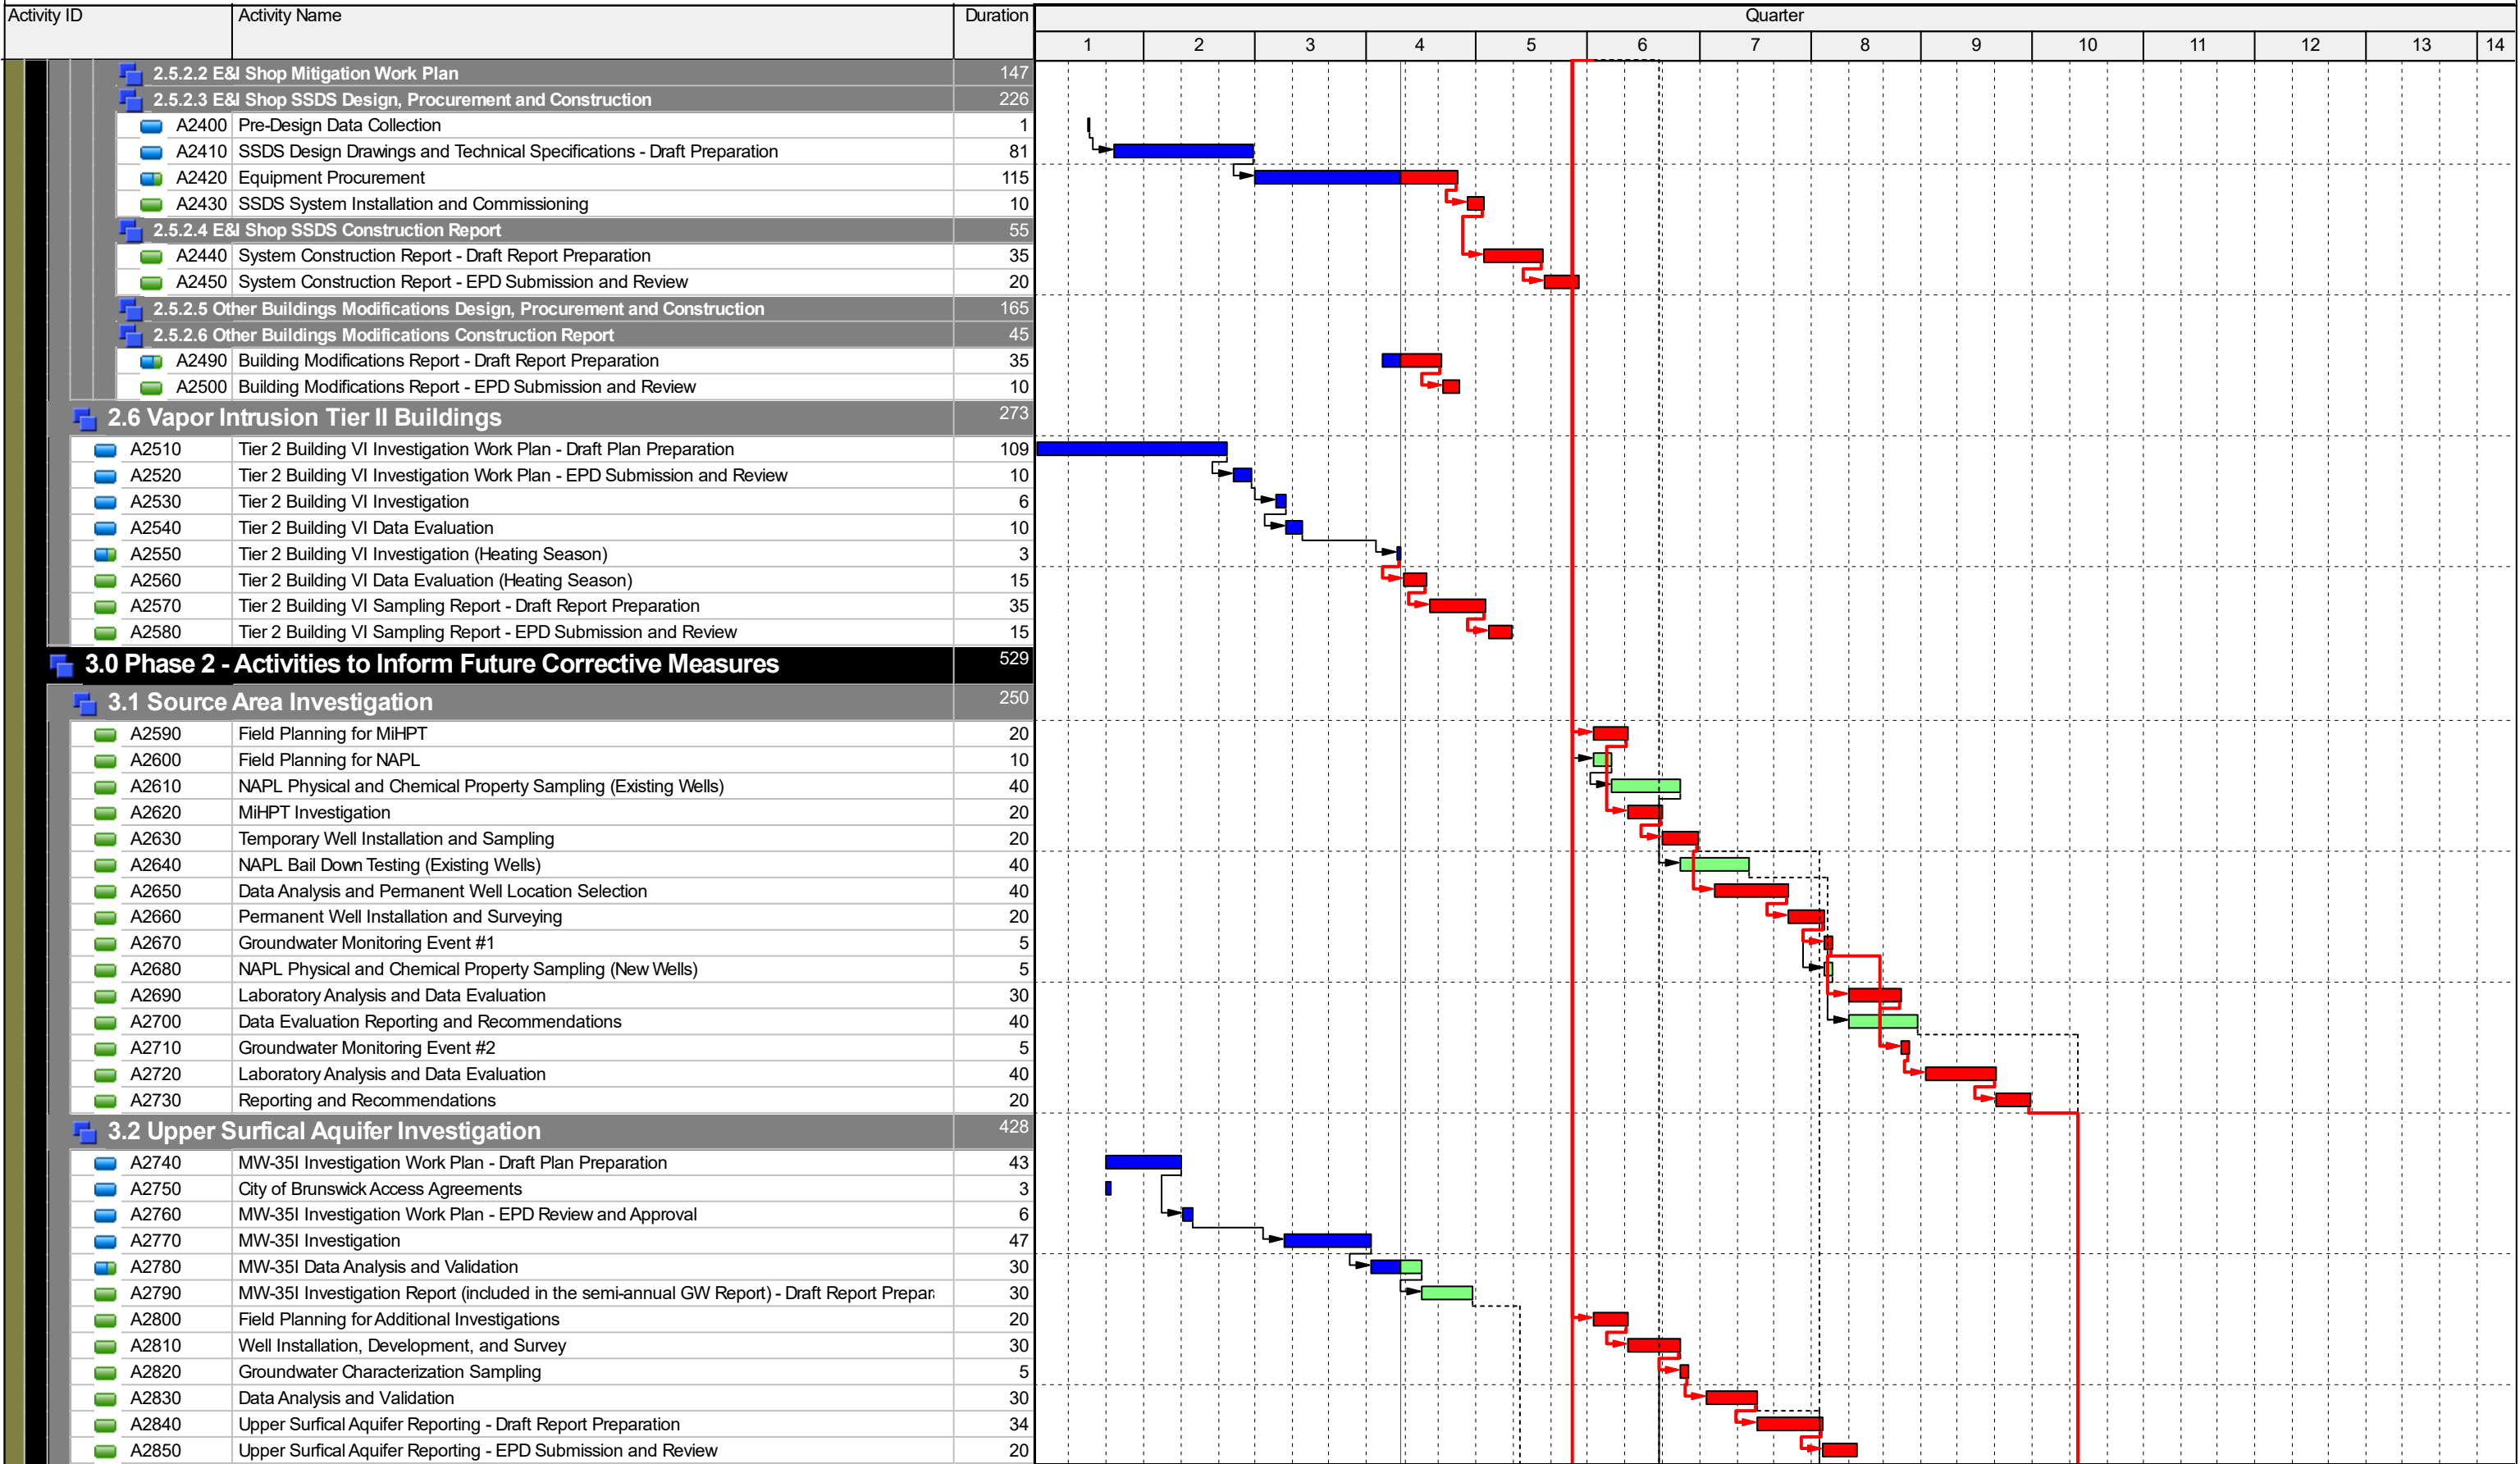 Activity ID Activity Name Duration Quarter
1 2 3 4 5 6 7 8 9 10 11 12 13 14
2.5.2.2 E&I Shop Mitigation Work Plan 147
2.5.2.3 E&I Shop SSDS Design, Procurement and Construction 226
A2400 Pre-Design Data Collection 1
A2410 SSDS Design Drawings and Technical Specifications - Draft Preparation 81
A2420 Equipment Procurement 115
A2430 SSDS System Installation and Commissioning 10
2.5.2.4 E&I Shop SSDS Construction Report 55
A2440 System Construction Report - Draft Report Preparation 35
A2450 System Construction Report - EPD Submission and Review 20
2.5.2.5 Other Buildings Modifications Design, Procurement and Construction 165
2.5.2.6 Other Buildings Modifications Construction Report 45
A2490 Building Modifications Report - Draft Report Preparation 35
A2500 Building Modifications Report - EPD Submission and Review 10
2.6 Vapor Intrusion Tier II Buildings 273
A2510 Tier 2 Building VI Investigation Work Plan - Draft Plan Preparation 109
A2520 Tier 2 Building VI Investigation Work Plan - EPD Submission and Review 10
A2530 Tier 2 Building VI Investigation 6
A2540 Tier 2 Building VI Data Evaluation 10
A2550 Tier 2 Building VI Investigation (Heating Season) 3
A2560 Tier 2 Building VI Data Evaluation (Heating Season) 15
A2570 Tier 2 Building VI Sampling Report - Draft Report Preparation 35
A2580 Tier 2 Building VI Sampling Report - EPD Submission and Review 15
3.0 Phase 2 - Activities to Inform Future Corrective Measures 529
3.1 Source Area Investigation 250
A2590 Field Planning for MiHPT 20
A2600 Field Planning for NAPL 10
A2610 NAPL Physical and Chemical Property Sampling (Existing Wells) 40
A2620 MiHPT Investigation 20
A2630 Temporary Well Installation and Sampling 20
A2640 NAPL Bail Down Testing (Existing Wells) 40
A2650 Data Analysis and Permanent Well Location Selection 40
A2660 Permanent Well Installation and Surveying 20
A2670 Groundwater Monitoring Event #1 5
A2680 NAPL Physical and Chemical Property Sampling (New Wells) 5
A2690 Laboratory Analysis and Data Evaluation 30
A2700 Data Evaluation Reporting and Recommendations 40
A2710 Groundwater Monitoring Event #2 5
A2720 Laboratory Analysis and Data Evaluation 40
A2730 Reporting and Recommendations 20
3.2 Upper Surfical Aquifer Investigation 428
A2740 MW-35I Investigation Work Plan - Draft Plan Preparation 43
A2750 City of Brunswick Access Agreements 3
A2760 MW-35I Investigation Work Plan - EPD Review and Approval 6
A2770 MW-35I Investigation 47
A2780 MW-35I Data Analysis and Validation 30
A2790 MW-35I Investigation Report (included in the semi-annual GW Report) - Draft Report Prepar 30
A2800 Field Planning for Additional Investigations 20
A2810 Well Installation, Development, and Survey 30
A2820 Groundwater Characterization Sampling 5
A2830 Data Analysis and Validation 30
A2840 Upper Surfical Aquifer Reporting - Draft Report Preparation 34
A2850 Upper Surfical Aquifer Reporting - EPD Submission and Review 20